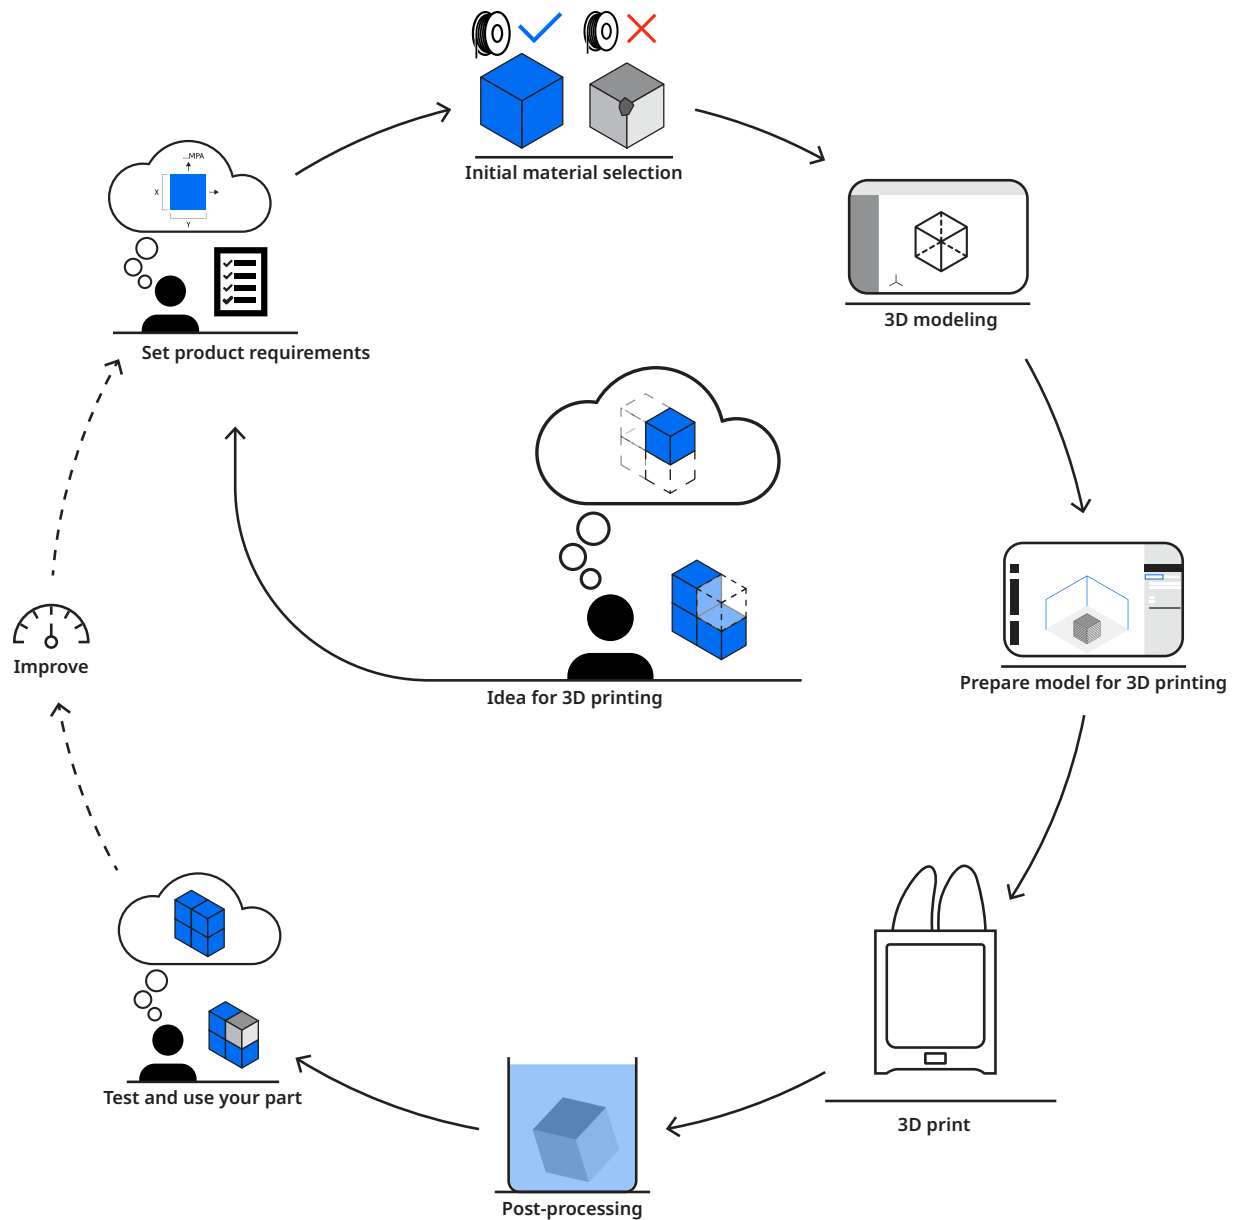 Initial material selection
...MPA
X
Y
Set product requirements
3D modeling
Improve
Idea for 3D printing
Prepare model for 3D printing
Test and use your part
3D print
Post-processing